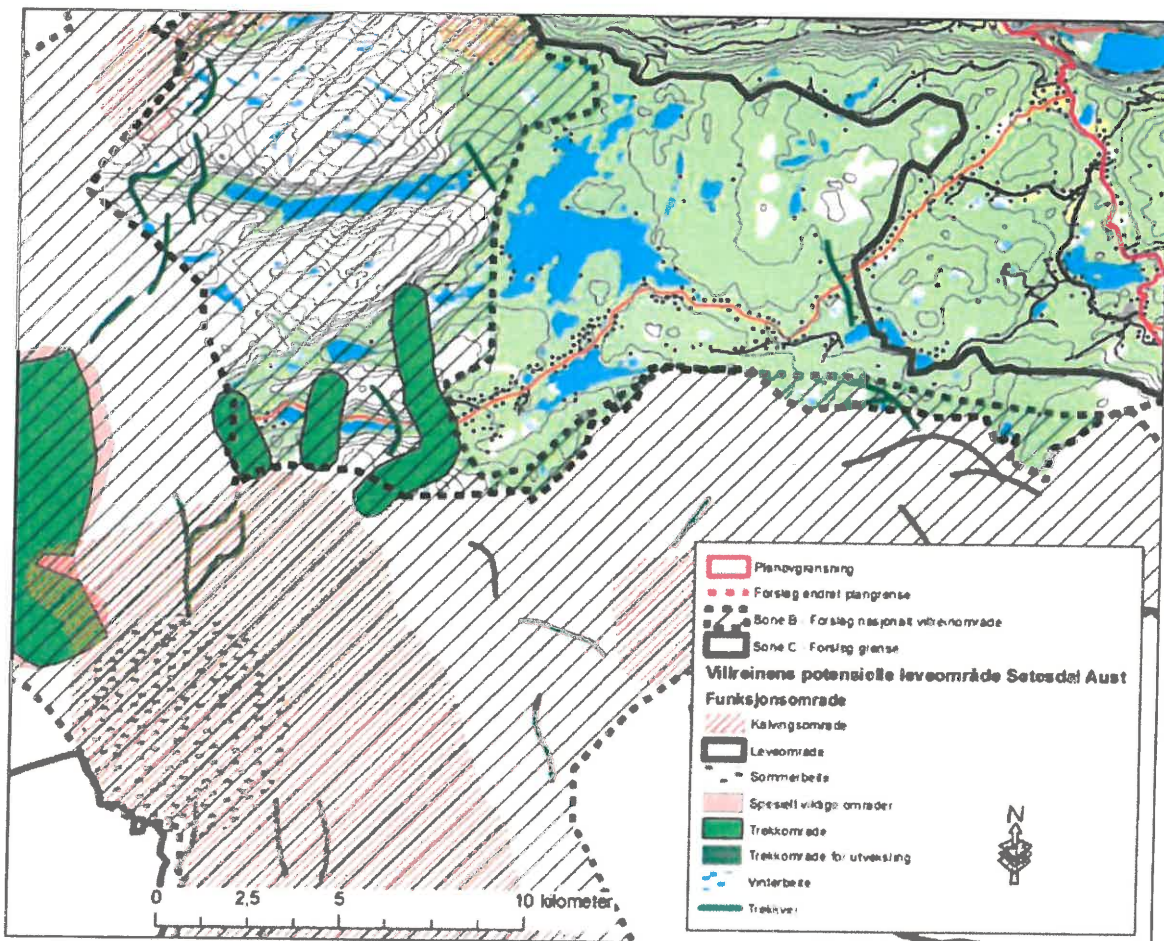 Planavgrensning
Forslag endret plangrense
Sone B - Forslag nasjonalt villreinområde
Sone C - Forslag grense
Villreinens potensielle leveområde Setesdal Aust
Funksjonsområde
Kalvingsområde
Leveområde
Sommerbeite
Spesielt viktige områder
Trekkområde
Trekkområde for utveksling
Vinterbeite
Trekkvei
N
0 2,5 5 10 kilometer